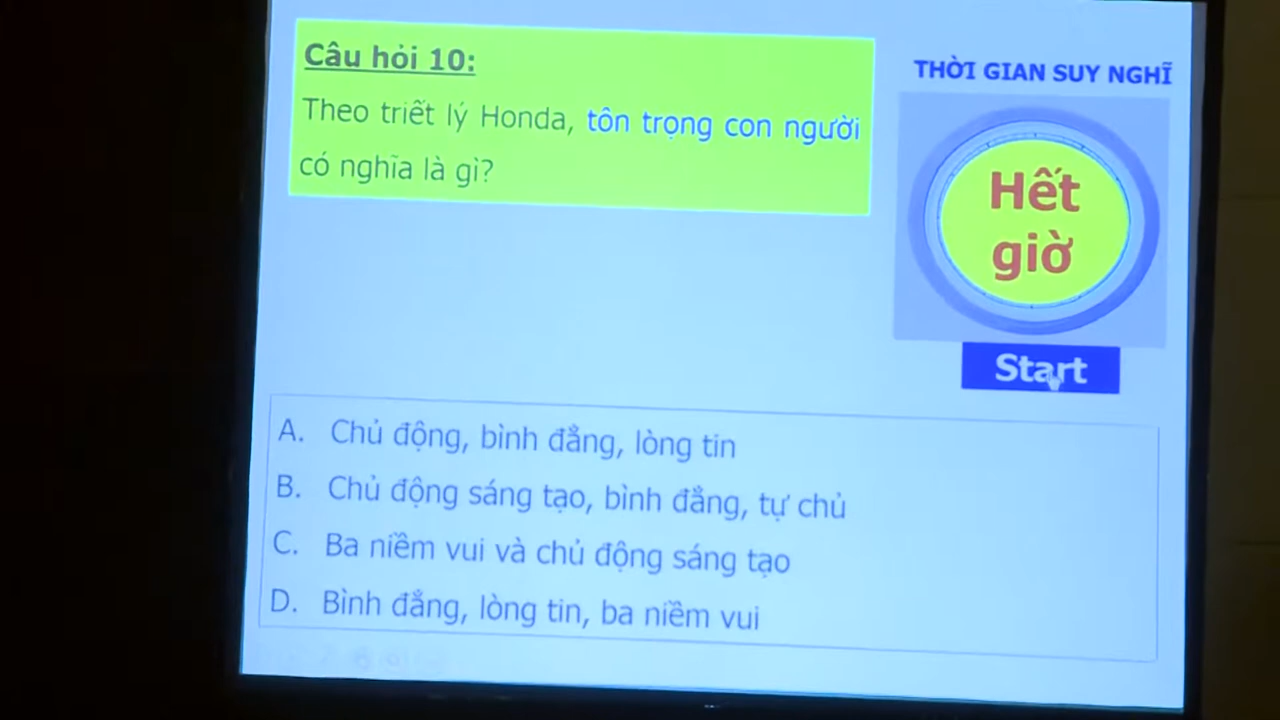 Câu hỏi 10:
Theo triết lý Honda, tôn trọng con người
có nghĩa là gì?
THỜI GIAN SUY NGHĨ
Hết
giờ
Start
A. Chủ động, bình đẳng, lòng tin
B. Chủ động sáng tạo, bình đẳng, tự chủ
C. Ba niềm vui và chủ động sáng tạo
D. Bình đẳng, lòng tin, ba niềm vui